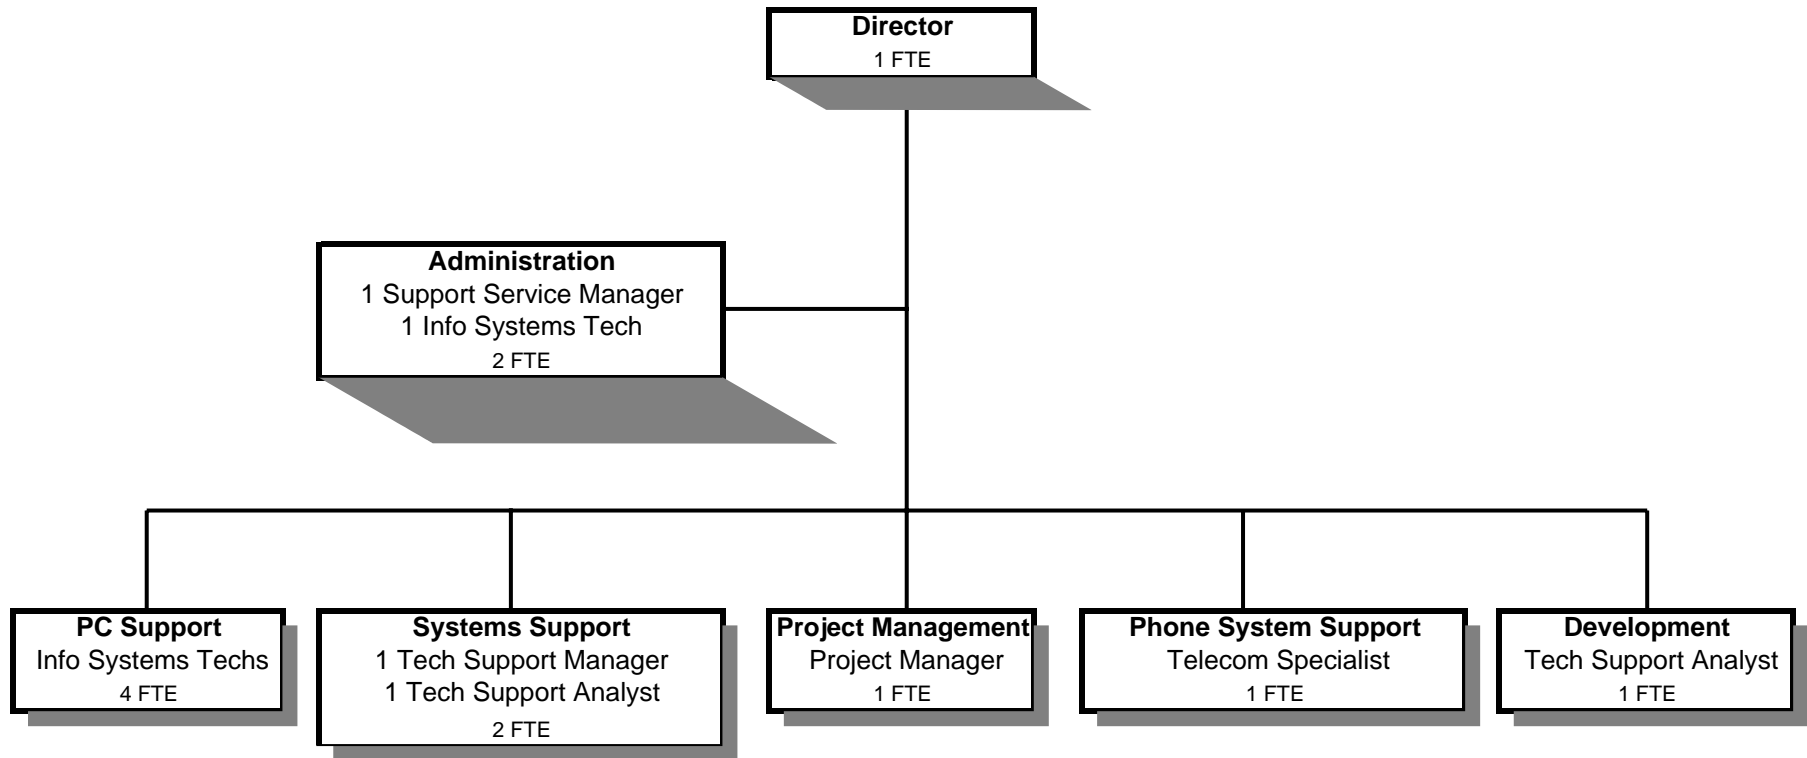 Director
1 FTE
Administration
1 Support Service Manager
1 Info Systems Tech
2 FTE
PC Support
Info Systems Techs
4 FTE
Systems Support
1 Tech Support Manager
1 Tech Support Analyst
2 FTE
Project Management
Project Manager
1 FTE
Phone System Support
Telecom Specialist
1 FTE
Development
Tech Support Analyst
1 FTE